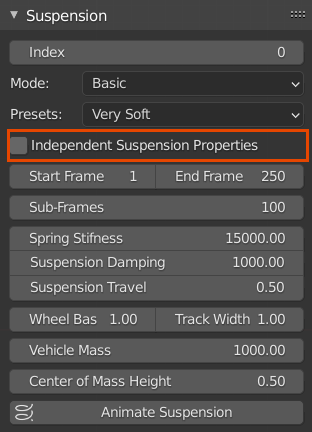 Suspension
Index 0
Mode: Basic
Presets: Very Soft
Independent Suspension Properties
Start Frame 1 End Frame 250
Sub-Frames 100
Spring Stifness 15000.00
Suspension Damping 1000.00
Suspension Travel 0.50
Wheel Bas 1.00 Track Width 1.00
Vehicle Mass 1000.00
Center of Mass Height 0.50
Animate Suspension